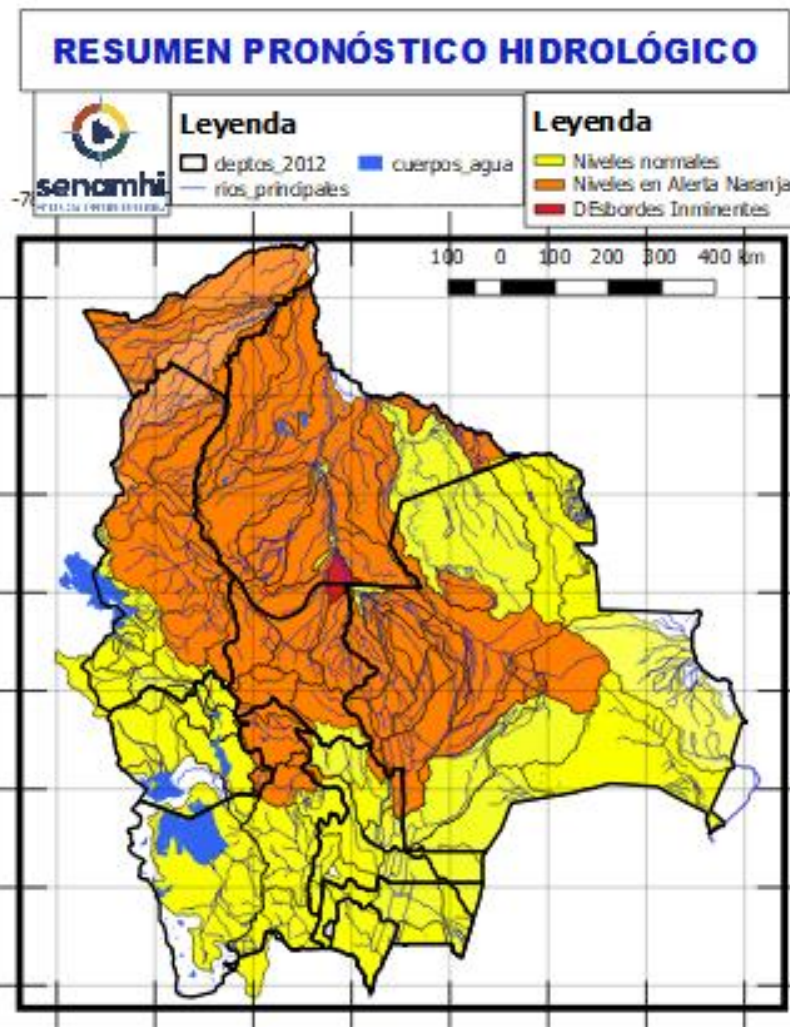 RESUMEN PRONÓSTICO HIDROLÓGICO
senamhi
Leyenda
deptos_2012
cuerpos_agua
rios_principales
Leyenda
Niveles normales
Niveles en Alerta Naranja
DEsbordes Inminentes
100 0 100 200 300 400 km